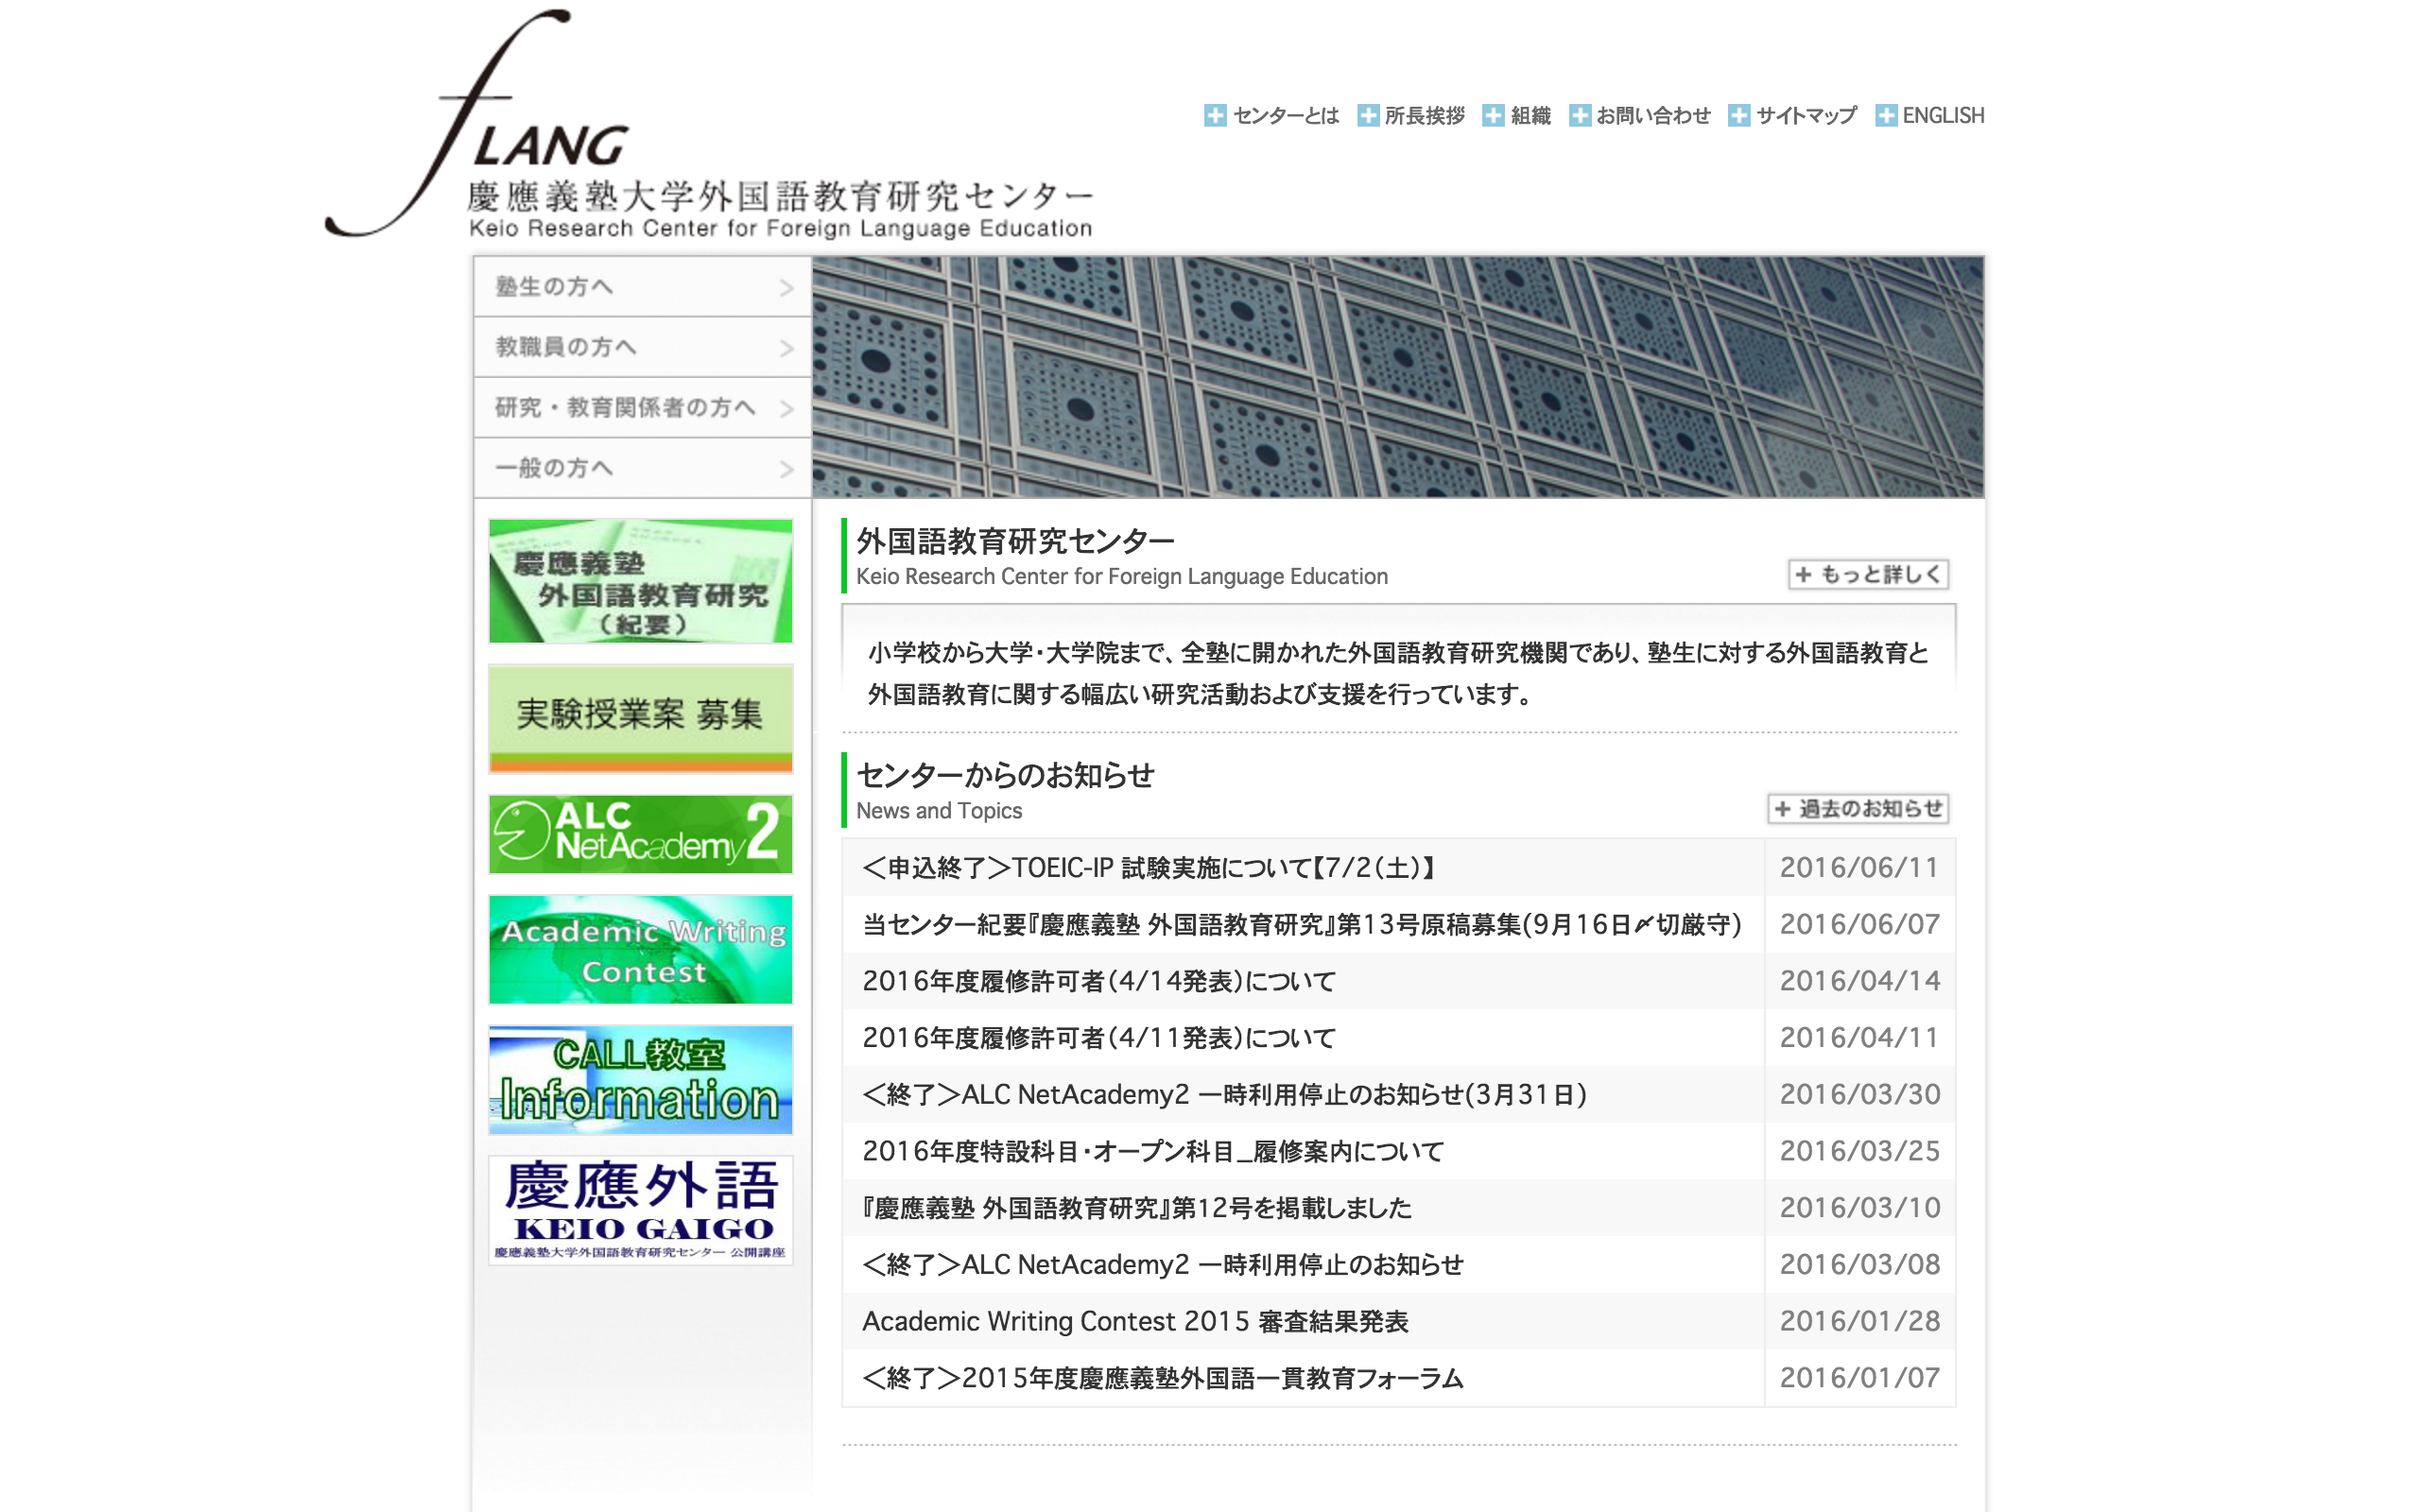 fLANG
慶應義塾大学外国語教育研究センター
Keio Research Center for Foreign Language Education
センターとは 所長挨拶 組織 お問い合わせ サイトマップ ENGLISH
塾生の方へ
教職員の方へ
研究・教育関係者の方へ
一般の方へ
慶應義塾
外国語教育研究
（紀要）
実験授業案 募集
ALC
NetAcademy2
Academic Writing
Contest
CALL教室
Information
慶應外語
KEIO GAIGO
慶應義塾大学外国語教育研究センター 公開講座
外国語教育研究センター
Keio Research Center for Foreign Language Education
もっと詳しく
小学校から大学・大学院まで、全塾に開かれた外国語教育研究機関であり、塾生に対する外国語教育と
外国語教育に関する幅広い研究活動および支援を行っています。
センターからのお知らせ
News and Topics
過去のお知らせ
＜申込終了＞TOEIC-IP 試験実施について【7/2（土）】 2016/06/11
当センター紀要『慶應義塾 外国語教育研究』第13号原稿募集(9月16日〆切厳守) 2016/06/07
2016年度履修許可者（4/14発表）について 2016/04/14
2016年度履修許可者（4/11発表）について 2016/04/11
＜終了＞ALC NetAcademy2 一時利用停止のお知らせ(3月31日) 2016/03/30
2016年度特設科目・オープン科目_履修案内について 2016/03/25
『慶應義塾 外国語教育研究』第12号を掲載しました 2016/03/10
＜終了＞ALC NetAcademy2 一時利用停止のお知らせ 2016/03/08
Academic Writing Contest 2015 審査結果発表 2016/01/28
＜終了＞2015年度慶應義塾外国語一貫教育フォーラム 2016/01/07